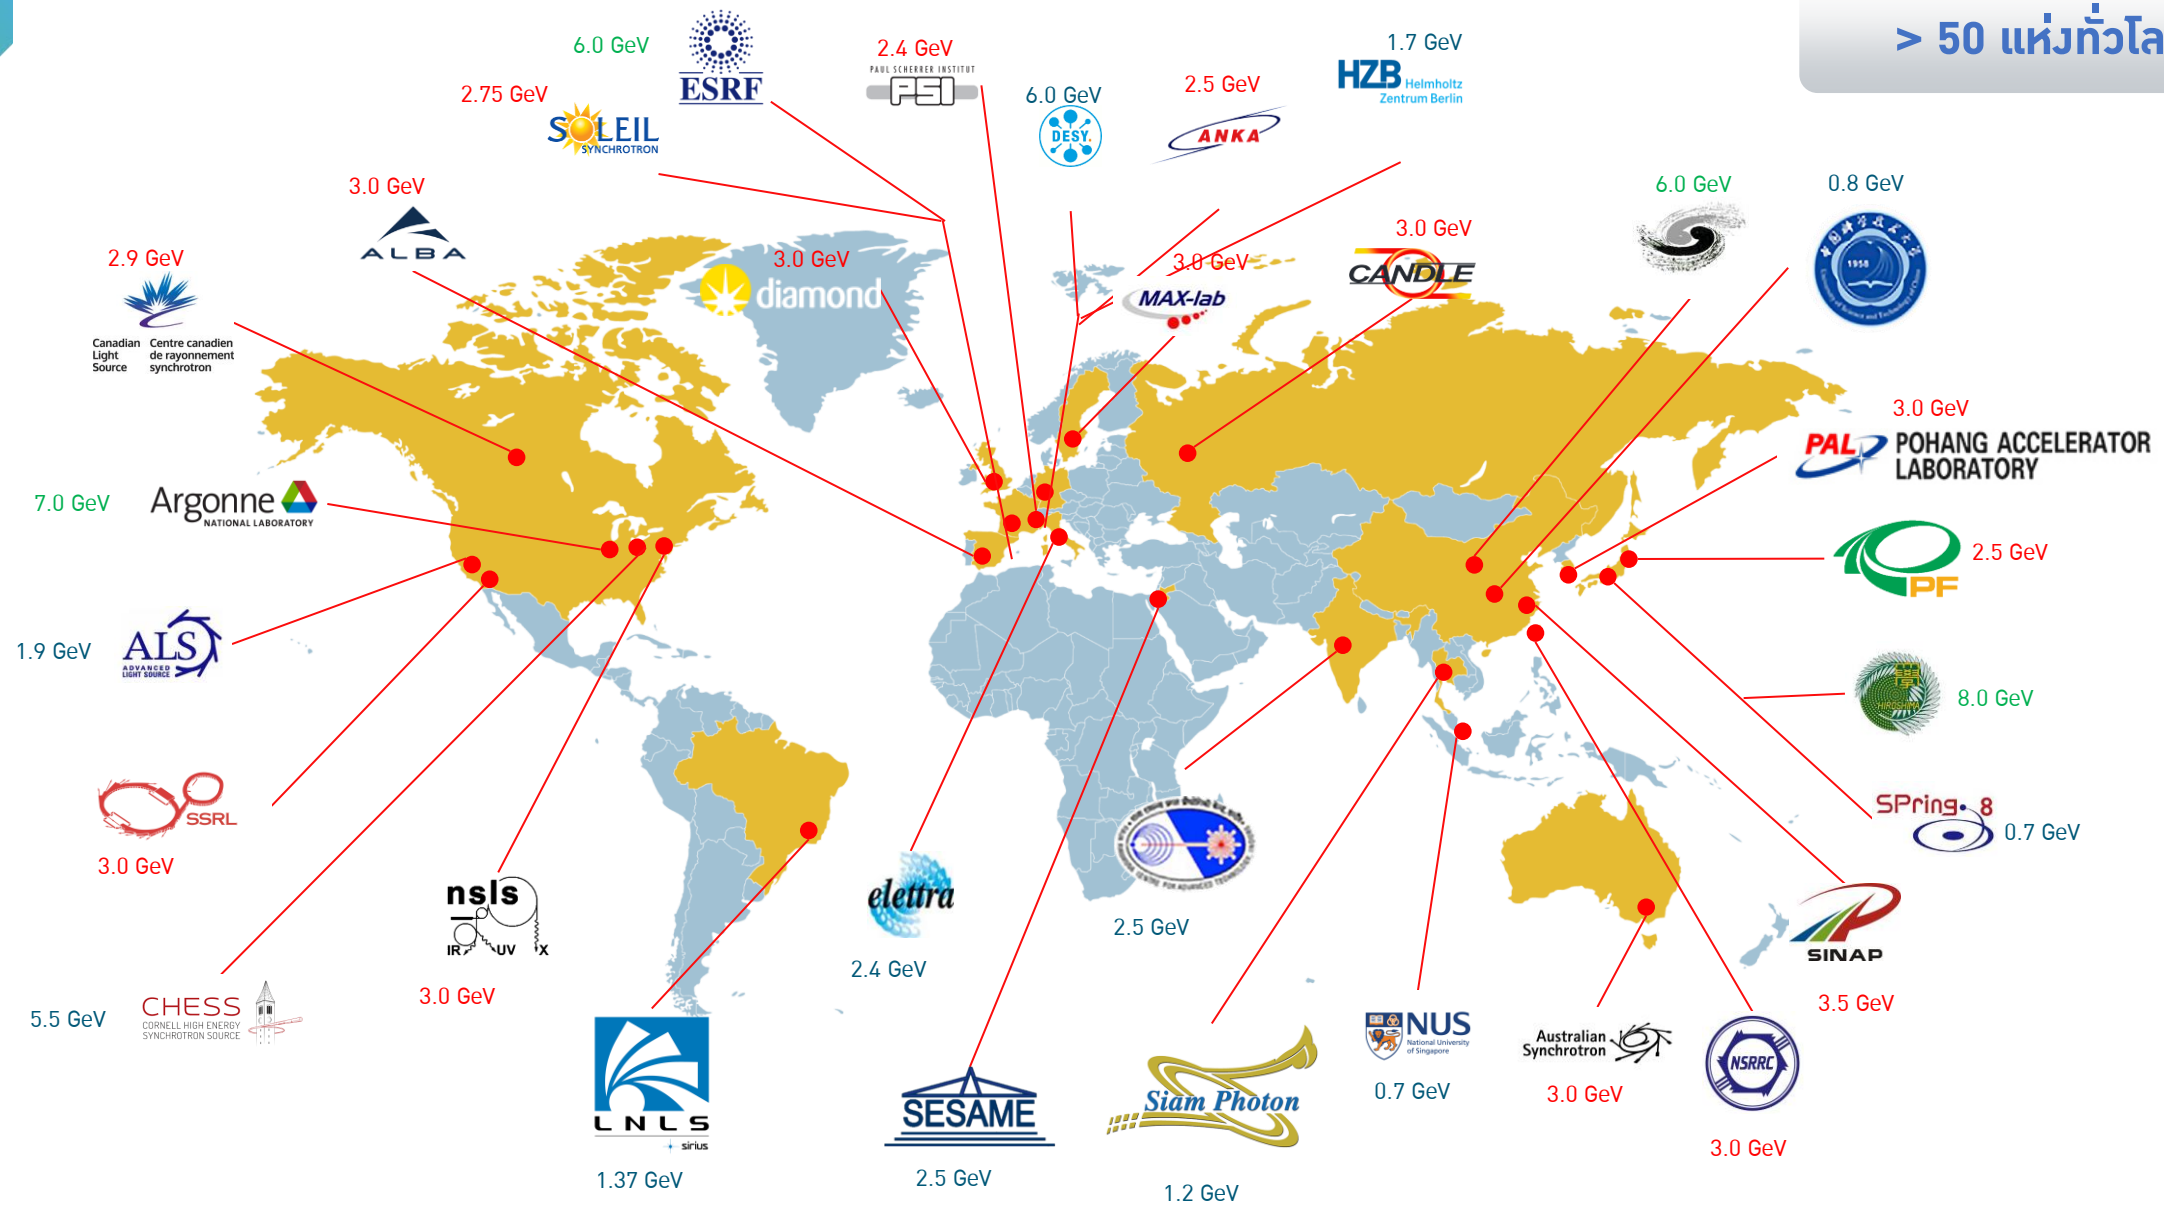 > 50 แห่งทั่วโล
6.0 GeV
ESRF
2.4 GeV
PAUL SCHERRER INSTITUT
PSI
1.7 GeV
HZB Helmholtz
Zentrum Berlin
2.75 GeV
SOLEIL
SYNCHROTRON
6.0 GeV
DESY.
2.5 GeV
ANKA
3.0 GeV
ALBA
6.0 GeV
0.8 GeV
1958
2.9 GeV
Canadian Light Source
Centre canadien de rayonnement synchrotron
3.0 GeV
diamond
3.0 GeV
MAX-lab
3.0 GeV
CANDLE
3.0 GeV
PAL POHANG ACCELERATOR
LABORATORY
7.0 GeV
Argonne
NATIONAL LABORATORY
2.5 GeV
PF
1.9 GeV
ALS
ADVANCED
LIGHT SOURCE
8.0 GeV
HIROSHIMA
SSRL
3.0 GeV
SPring-8
0.7 GeV
nsls
IR UV X
3.0 GeV
elettra
2.4 GeV
2.5 GeV
SINAP
3.5 GeV
5.5 GeV
CHESS
CORNELL HIGH ENERGY
SYNCHROTRON SOURCE
LNLS
sirius
1.37 GeV
SESAME
2.5 GeV
Siam Photon
1.2 GeV
NUS
National University
of Singapore
0.7 GeV
Australian
Synchrotron
3.0 GeV
NSRRC
3.0 GeV